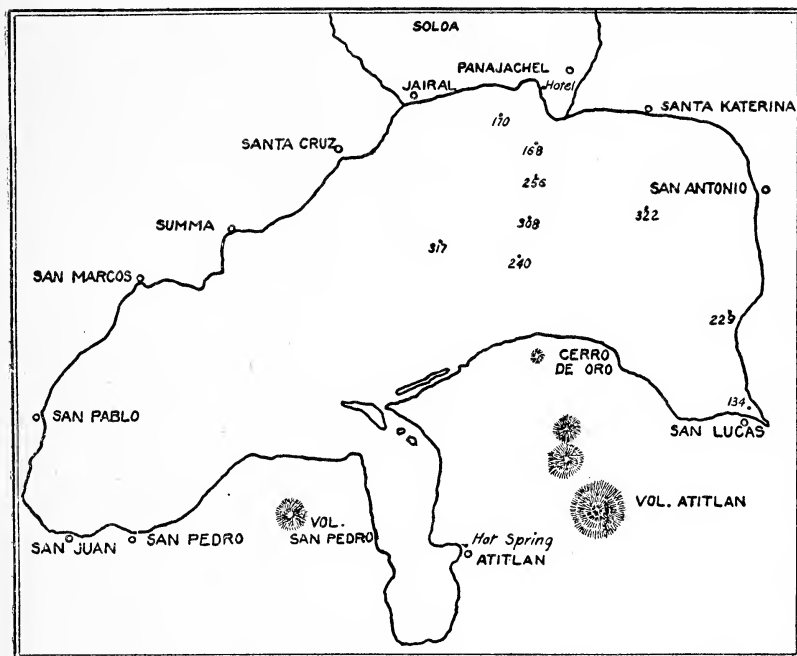 SOLOA
PANAJACHEL
Hotel
JAIRAL
SANTA KATERINA
170
SANTA CRUZ
168
256
SAN ANTONIO
322
308
SUMMA
317
240
SAN MARCOS
229
CERRO
DE ORO
134
SAN PABLO
SAN LUCAS
VOL. ATITLAN
VOL.
SAN PEDRO
SAN JUAN
SAN PEDRO
Hot Spring
ATITLAN